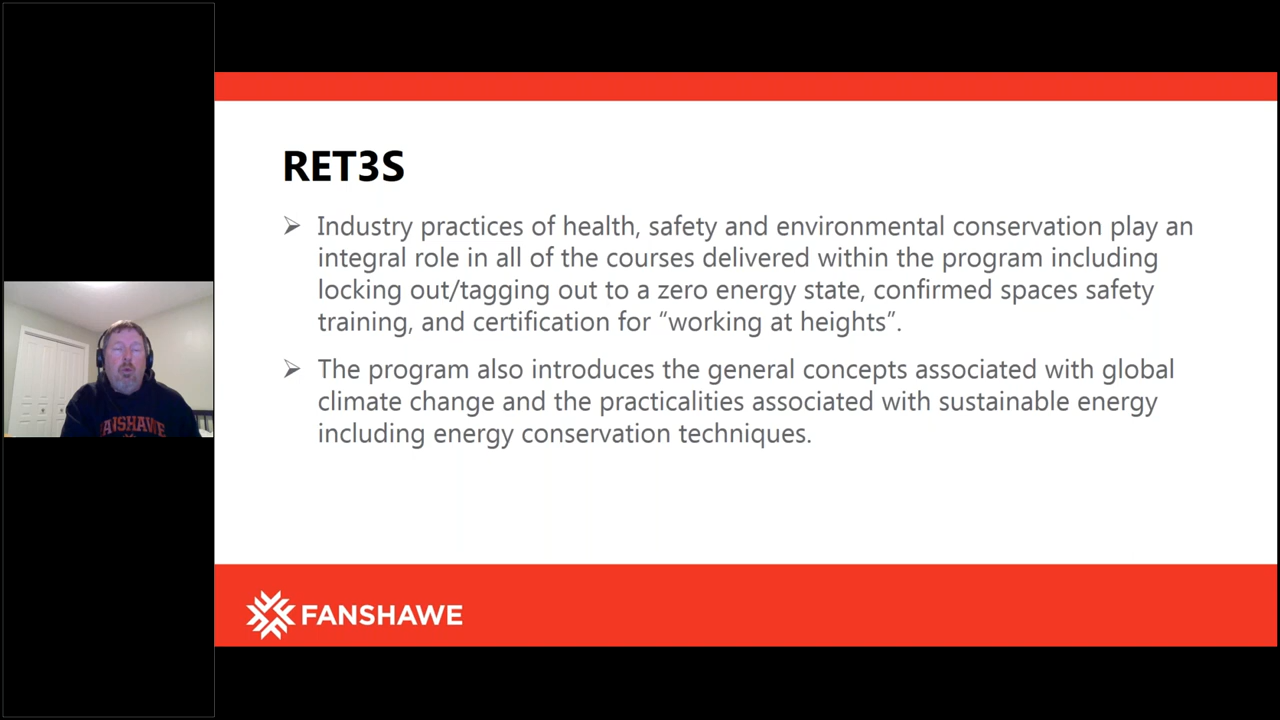 RET3S
➢ Industry practices of health, safety and environmental conservation play an
integral role in all of the courses delivered within the program including
locking out/tagging out to a zero energy state, confirmed spaces safety
training, and certification for “working at heights”.
➢ The program also introduces the general concepts associated with global
climate change and the practicalities associated with sustainable energy
including energy conservation techniques.
FANSHAWE
FANSHAWE